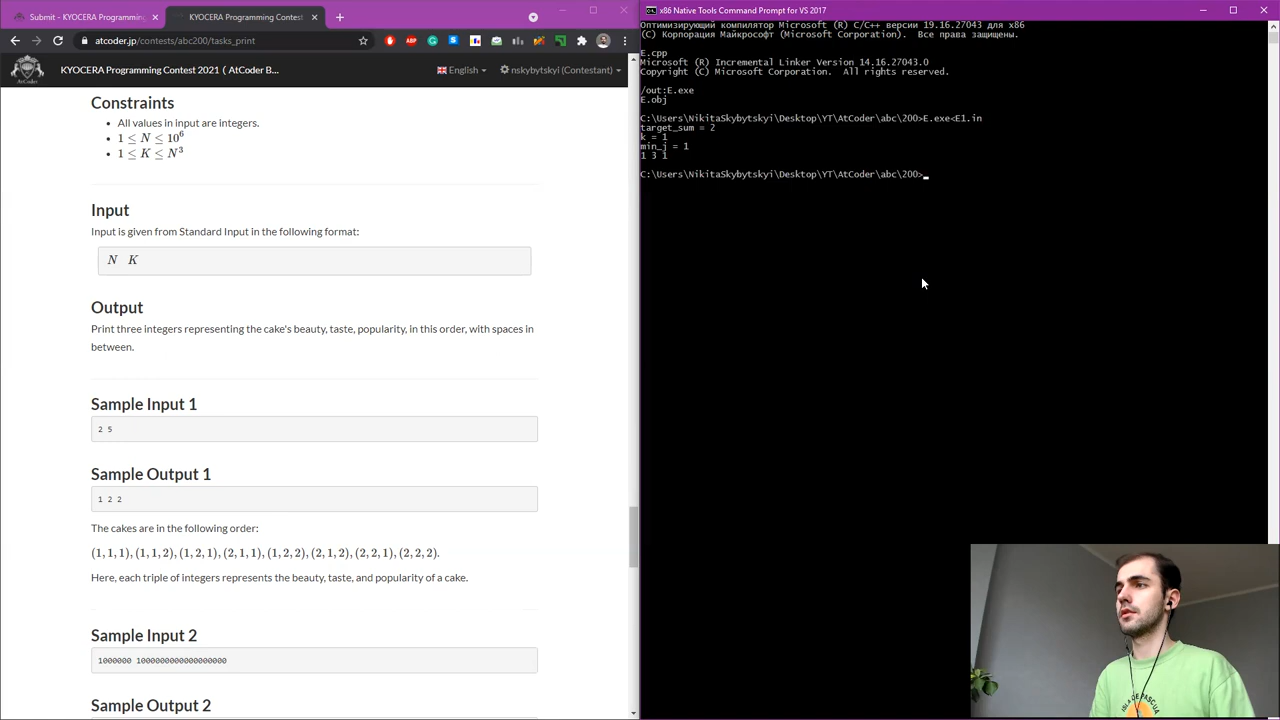 Submit - KYOCERA Programming
KYOCERA Programming Contest
atcoder.jp/contests/abc200/tasks_print
KYOCERA Programming Contest 2021 ( AtCoder B...
English
nskybytskyi (Contestant)
Constraints
All values in input are integers.
1 ≤ N ≤ 10⁶
1 ≤ K ≤ N³
Input
Input is given from Standard Input in the following format:
N K
Output
Print three integers representing the cake's beauty, taste, popularity, in this order, with spaces in
between.
Sample Input 1
2 5
Sample Output 1
1 2 2
The cakes are in the following order:
(1, 1, 1), (1, 1, 2), (1, 2, 1), (2, 1, 1), (1, 2, 2), (2, 1, 2), (2, 2, 1), (2, 2, 2).
Here, each triple of integers represents the beauty, taste, and popularity of a cake.
Sample Input 2
1000000 1000000000000000000
Sample Output 2
x86 Native Tools Command Prompt for VS 2017
Оптимизирующий компилятор Microsoft (R) C/C++ версии 19.16.27043 для x86
(C) Корпорация Майкрософт (Microsoft Corporation). Все права защищены.
E.cpp
Microsoft (R) Incremental Linker Version 14.16.27043.0
Copyright (C) Microsoft Corporation. All rights reserved.
/out:E.exe
E.obj
C:\Users\NikitaSkybytskyi\Desktop\YT\AtCoder\abc\200>E.exe<E1.in
target_sum = 2
k = 1
min_j = 1
1 3 1
C:\Users\NikitaSkybytskyi\Desktop\YT\AtCoder\abc\200>